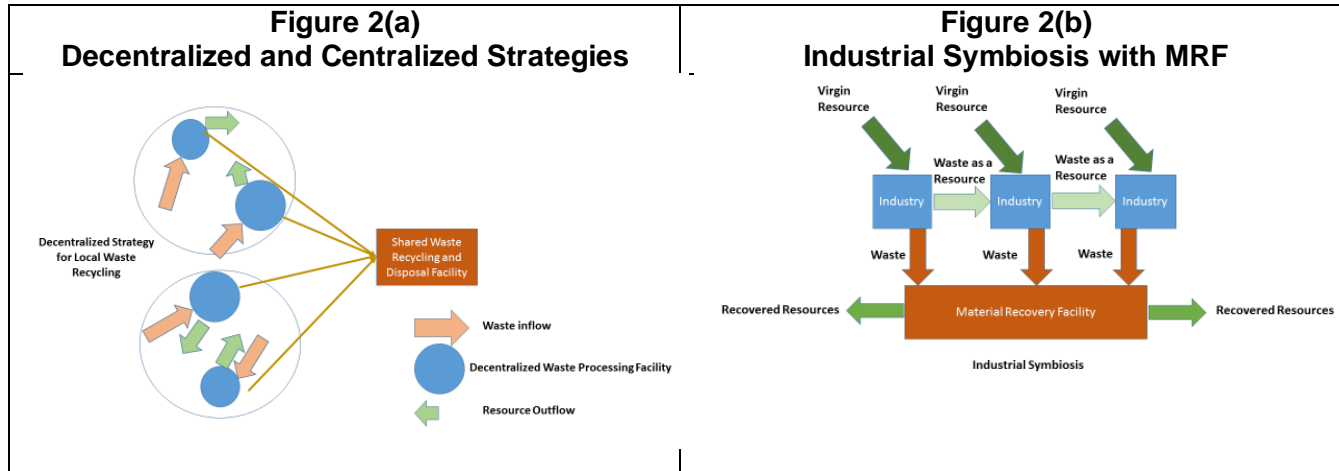 Figure 2(a)
Decentralized and Centralized Strategies
Decentralized Strategy
for Local Waste
Recycling
Shared Waste
Recycling and
Disposal Facility
Waste inflow
Decentralized Waste Processing Facility
Resource Outflow
Figure 2(b)
Industrial Symbiosis with MRF
Virgin
Resource
Virgin
Resource
Virgin
Resource
Waste as a
Resource
Waste as a
Resource
Industry
Industry
Industry
Waste
Waste
Waste
Recovered Resources
Material Recovery Facility
Recovered Resources
Industrial Symbiosis